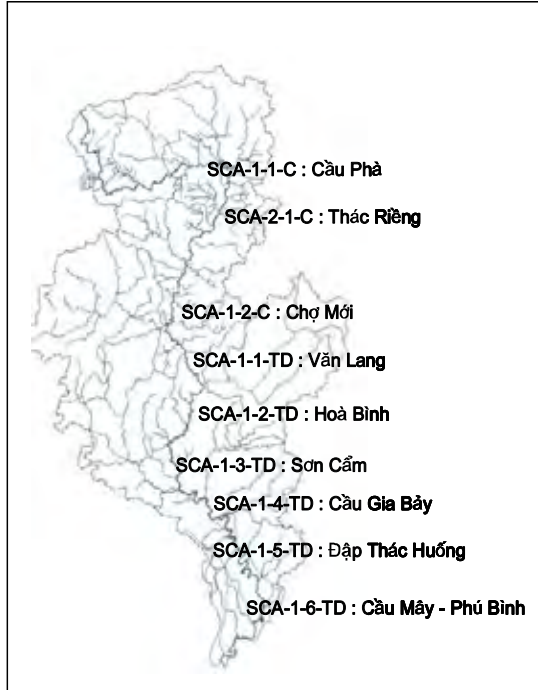 SCA-1-1-C : Cầu Phà
SCA-2-1-C : Thác Riềng
SCA-1-2-C : Chợ Mới
SCA-1-1-TD : Văn Lang
SCA-1-2-TD : Hoà Bình
SCA-1-3-TD : Sơn Cẩm
SCA-1-4-TD : Cầu Gia Bảy
SCA-1-5-TD : Đập Thác Huống
SCA-1-6-TD : Cầu Mây - Phú Bình